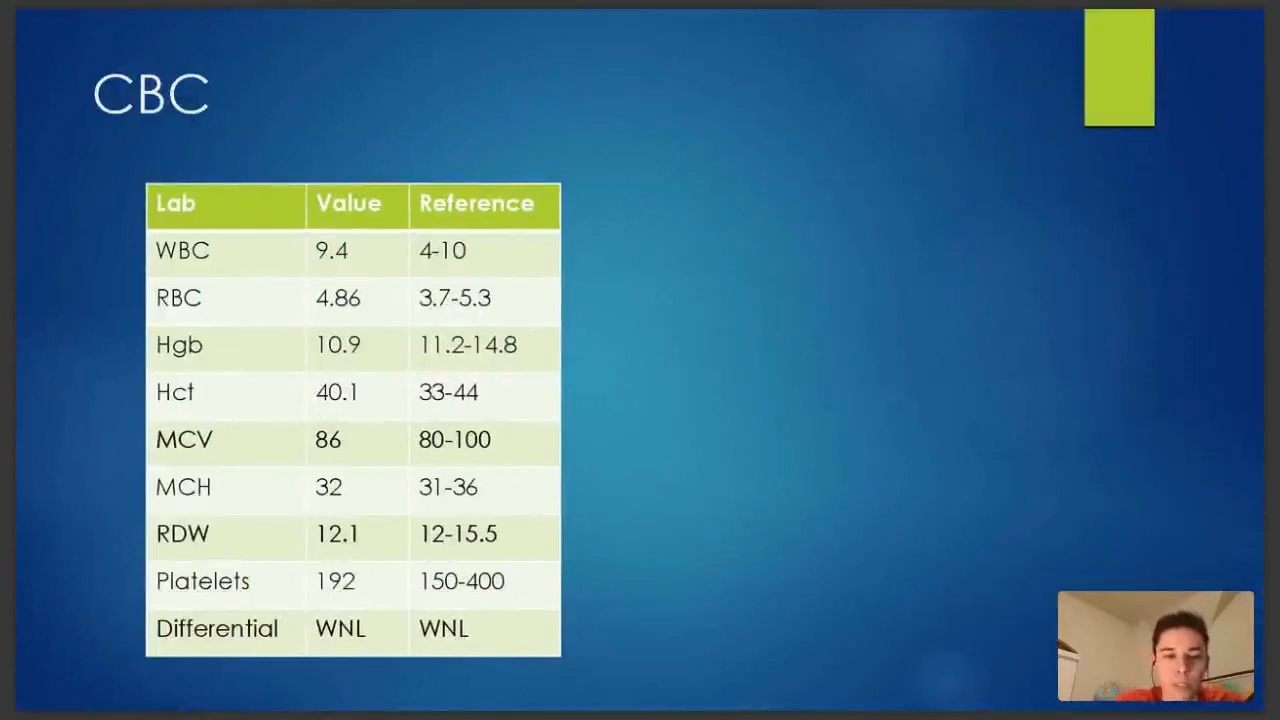 CBC
Lab Value Reference
WBC 9.4 4-10
RBC 4.86 3.7-5.3
Hgb 10.9 11.2-14.8
Hct 40.1 33-44
MCV 86 80-100
MCH 32 31-36
RDW 12.1 12-15.5
Platelets 192 150-400
Differential WNL WNL